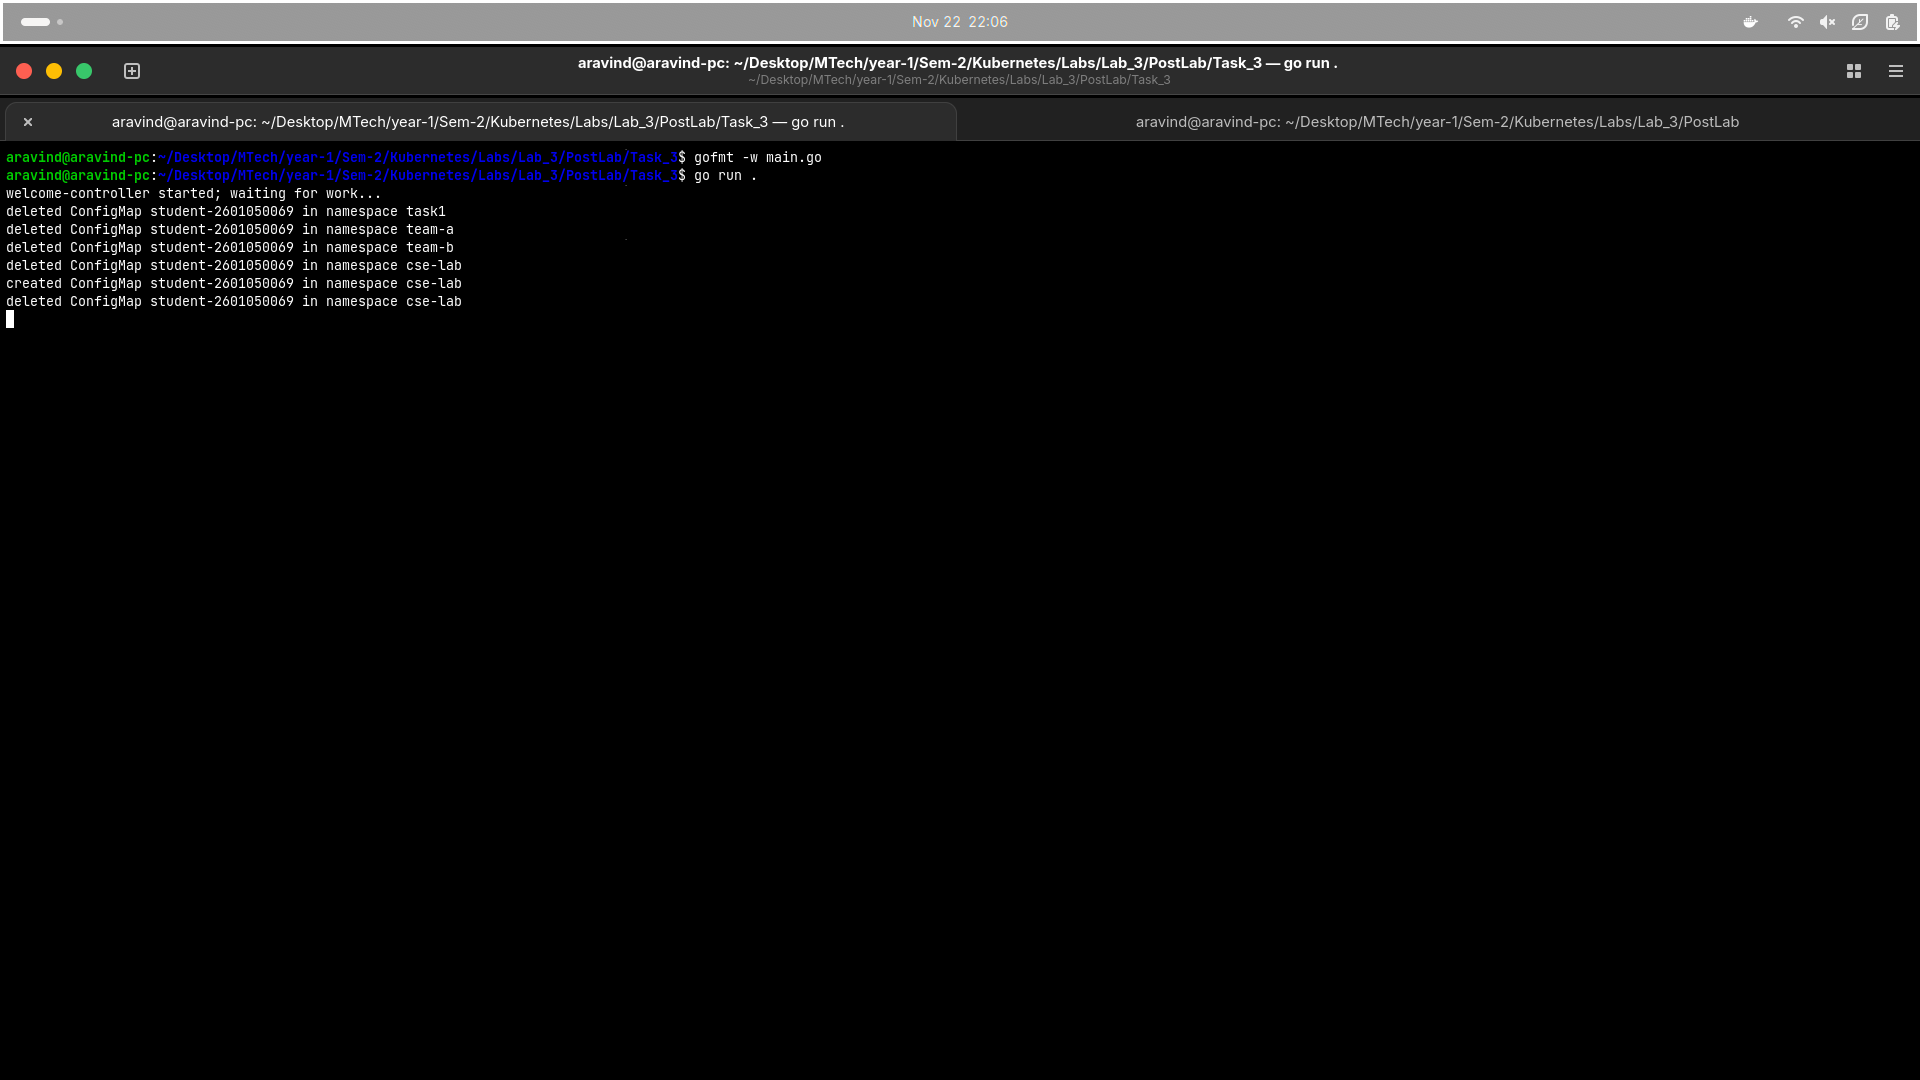 Nov 22 22:06
aravind@aravind-pc: ~/Desktop/MTech/year-1/Sem-2/Kubernetes/Labs/Lab_3/PostLab/Task_3 — go run .
~/Desktop/MTech/year-1/Sem-2/Kubernetes/Labs/Lab_3/PostLab/Task_3
aravind@aravind-pc: ~/Desktop/MTech/year-1/Sem-2/Kubernetes/Labs/Lab_3/PostLab/Task_3 — go run .
aravind@aravind-pc: ~/Desktop/MTech/year-1/Sem-2/Kubernetes/Labs/Lab_3/PostLab
aravind@aravind-pc:~/Desktop/MTech/year-1/Sem-2/Kubernetes/Labs/Lab_3/PostLab/Task_3$ gofmt -w main.go
aravind@aravind-pc:~/Desktop/MTech/year-1/Sem-2/Kubernetes/Labs/Lab_3/PostLab/Task_3$ go run .
welcome-controller started; waiting for work...
deleted ConfigMap student-2601050069 in namespace task1
deleted ConfigMap student-2601050069 in namespace team-a
deleted ConfigMap student-2601050069 in namespace team-b
deleted ConfigMap student-2601050069 in namespace cse-lab
created ConfigMap student-2601050069 in namespace cse-lab
deleted ConfigMap student-2601050069 in namespace cse-lab